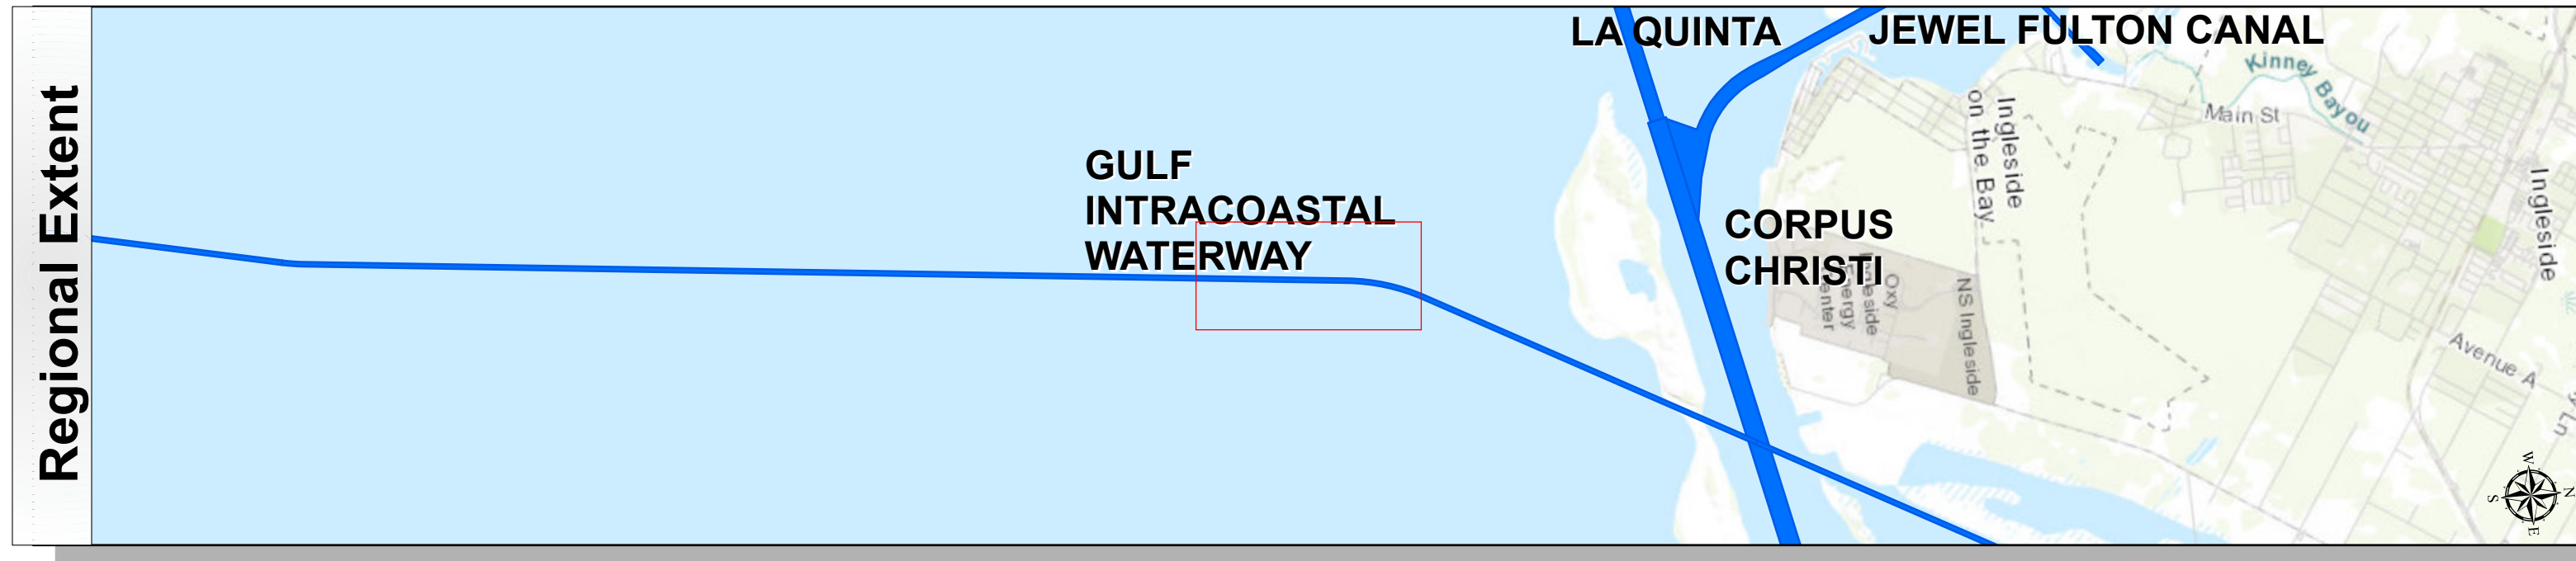 Regional Extent
LA QUINTA
JEWEL FULTON CANAL
Kinney Bayou
Main St
Ingleside
on the Bay
GULF
INTRACOASTAL
WATERWAY
CORPUS
CHRISTI
Oxy
Ingleside
Energy
Center
NS Ingleside
Ingleside
Avenue A
Ln
W
N
S
E